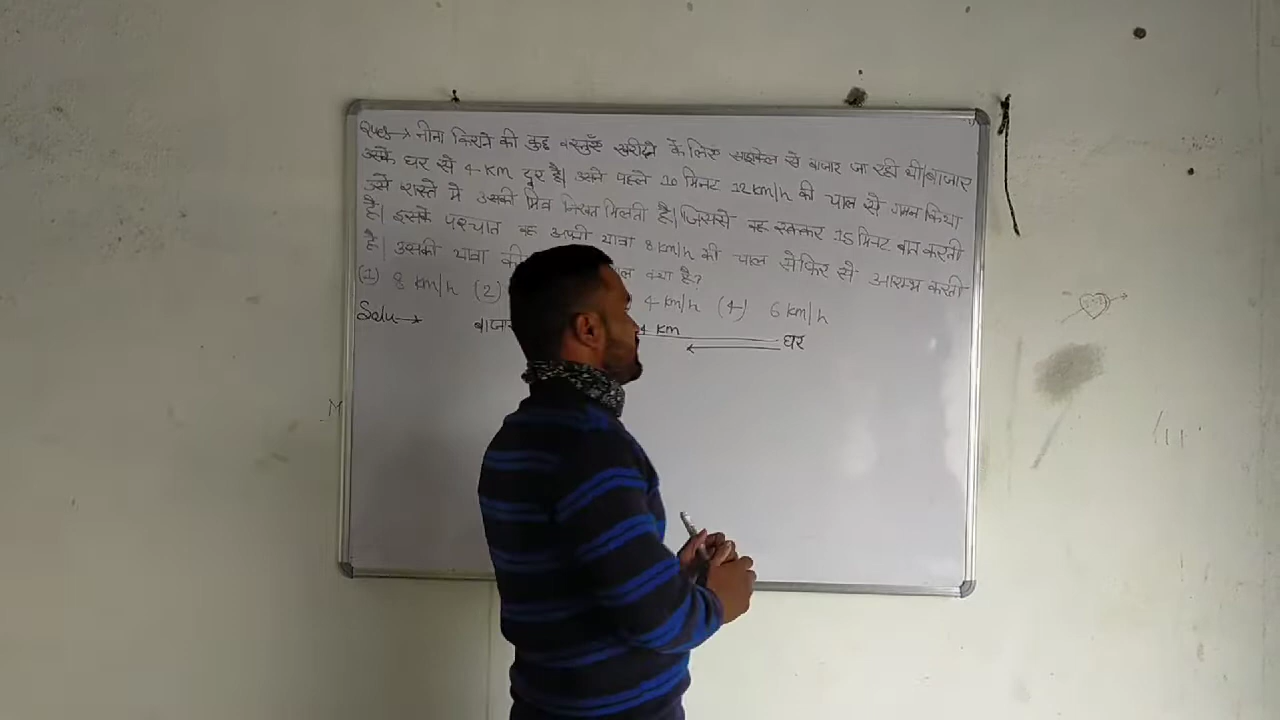 Ques→ नीना किराने की कुछ वस्तुएँ खरीदने के लिए साइकिल से बाजार जा रही थी| बाजार
उसके घर से 4 KM दूर है| उसने पहले 10 मिनट 12 KM/h की चाल से गमन किया
उसे रास्ते मे उसकी मित्र मिलती है| जिससे वह रुककर 15 मिनट बात करती
है| इसके पश्चात वह अपनी यात्रा 8 KM/h की चाल से फिर से आरम्भ करती
है| उसकी यात्रा की क्या है?
(1) 8 KM/h (2) 4 KM/h (4) 6 KM/h
Solu→ बाजार 4 KM घर
M